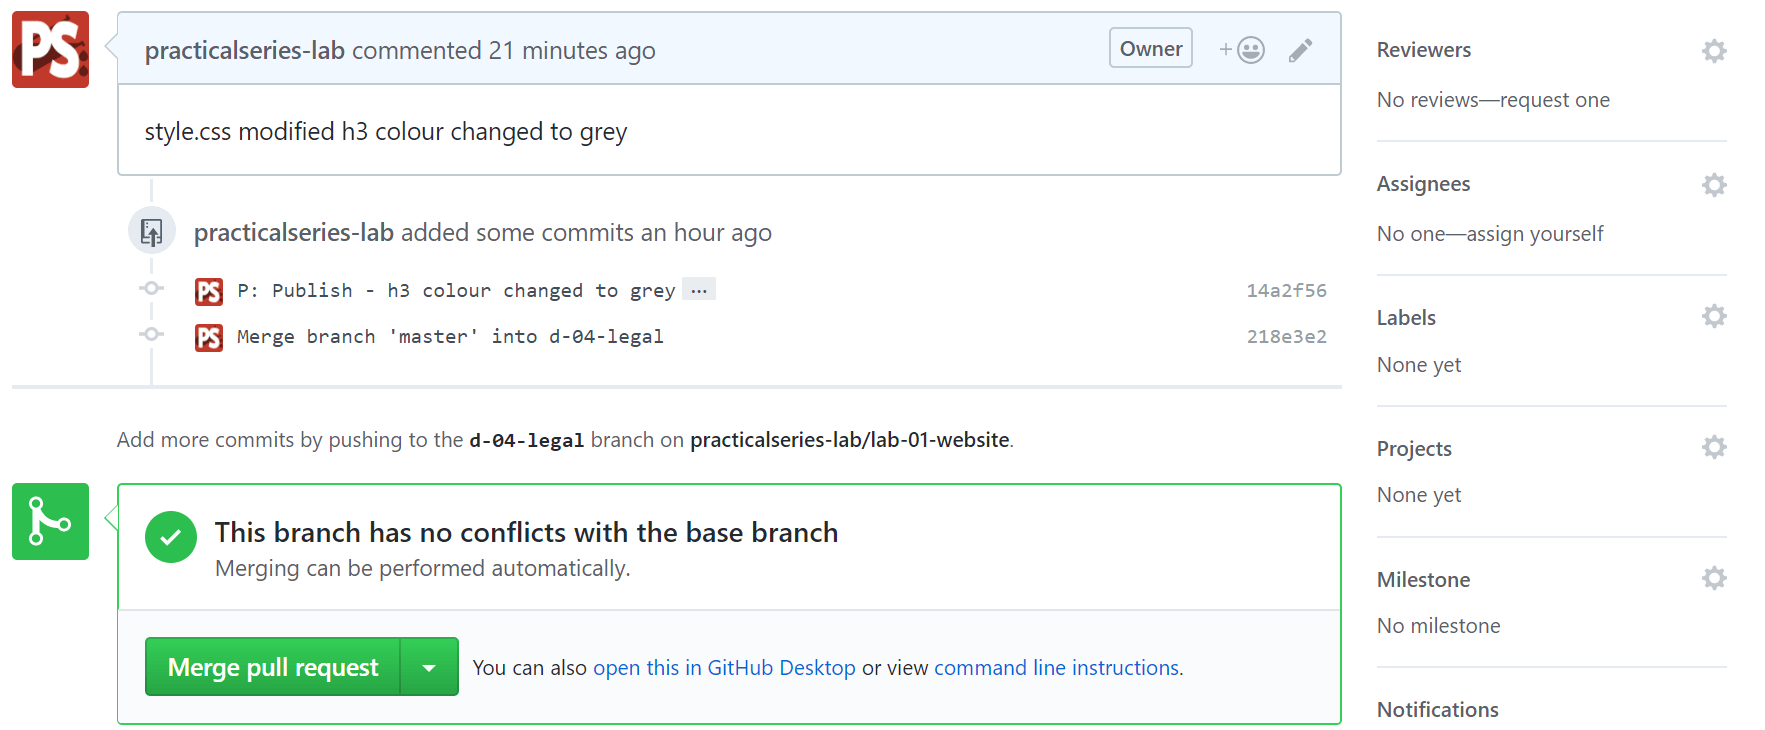 PS
practicalseries-lab commented 21 minutes ago
Owner
+
style.css modified h3 colour changed to grey
practicalseries-lab added some commits an hour ago
PS P: Publish - h3 colour changed to grey ...
14a2f56
PS Merge branch 'master' into d-04-legal
218e3e2
Add more commits by pushing to the d-04-legal branch on practicalseries-lab/lab-01-website.
This branch has no conflicts with the base branch
Merging can be performed automatically.
Merge pull request
You can also open this in GitHub Desktop or view command line instructions.
Reviewers
No reviews—request one
Assignees
No one—assign yourself
Labels
None yet
Projects
None yet
Milestone
No milestone
Notifications